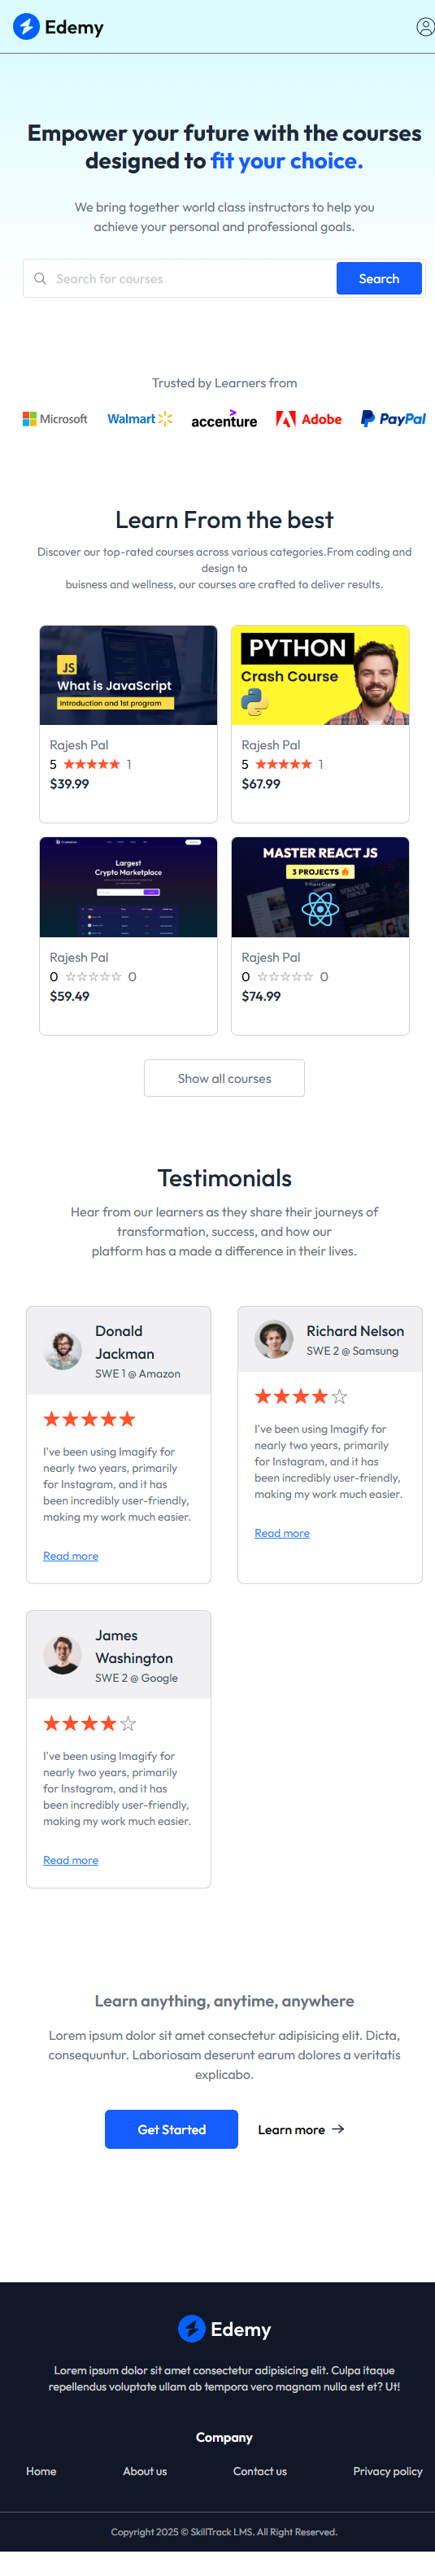 Edemy
Empower your future with the courses
designed to fit your choice.
We bring together world class instructors to help you
achieve your personal and professional goals.
Search for courses
Search
Trusted by Learners from
Microsoft
Walmart
accenture
Adobe
PayPal
Learn From the best
Discover our top-rated courses across various categories.From coding and
design to
buisness and wellness, our courses are crafted to deliver results.
JS
What is JavaScript
Introduction and 1st program
Rajesh Pal
5 ★★★★★ 1
$39.99
PYTHON
Crash Course
Rajesh Pal
5 ★★★★★ 1
$67.99
Largest
Crypto Marketplace
Rajesh Pal
0 ☆☆☆☆☆ 0
$59.49
MASTER REACT JS
3 PROJECTS 🔥
Rajesh Pal
0 ☆☆☆☆☆ 0
$74.99
Show all courses
Testimonials
Hear from our learners as they share their journeys of
transformation, success, and how our
platform has a made a difference in their lives.
Donald
Jackman
SWE 1 @ Amazon
★★★★★
I've been using Imagify for
nearly two years, primarily
for Instagram, and it has
been incredibly user-friendly,
making my work much easier.
Read more
Richard Nelson
SWE 2 @ Samsung
★★★★☆
I've been using Imagify for
nearly two years, primarily
for Instagram, and it has
been incredibly user-friendly,
making my work much easier.
Read more
James
Washington
SWE 2 @ Google
★★★★☆
I've been using Imagify for
nearly two years, primarily
for Instagram, and it has
been incredibly user-friendly,
making my work much easier.
Read more
Learn anything, anytime, anywhere
Lorem ipsum dolor sit amet consectetur adipisicing elit. Dicta,
consequuntur. Laboriosam deserunt earum dolores a veritatis
explicabo.
Get Started
Learn more →
Edemy
Lorem ipsum dolor sit amet consectetur adipisicing elit. Culpa itaque
repellendus voluptate ullam ab tempora vero magnam nulla est et? Ut!
Company
Home
About us
Contact us
Privacy policy
Copyright 2025 © SkillTrack LMS. All Right Reserved.